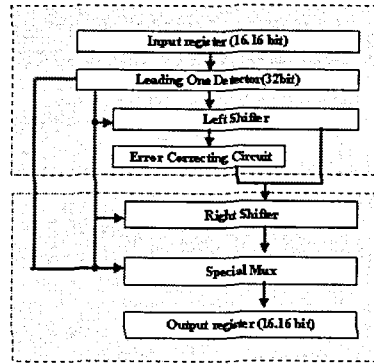 Input register (16.16 bit)
Leading One Detector(32bit)
Left Shifter
Error Correcting Circuit
Right Shifter
Special Mux
Output register (16.16 bit)